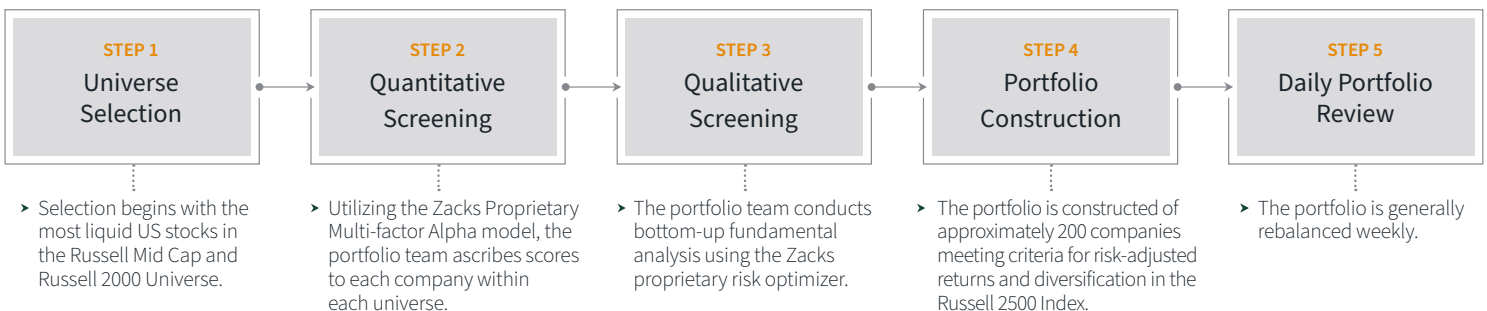 STEP 1
Universe
Selection
➤ Selection begins with the
most liquid US stocks in
the Russell Mid Cap and
Russell 2000 Universe.
STEP 2
Quantitative
Screening
➤ Utilizing the Zacks Proprietary
Multi-factor Alpha model, the
portfolio team ascribes scores
to each company within
each universe.
STEP 3
Qualitative
Screening
➤ The portfolio team conducts
bottom-up fundamental
analysis using the Zacks
proprietary risk optimizer.
STEP 4
Portfolio
Construction
➤ The portfolio is constructed of
approximately 200 companies
meeting criteria for risk-adjusted
returns and diversification in the
Russell 2500 Index.
STEP 5
Daily Portfolio
Review
➤ The portfolio is generally
rebalanced weekly.